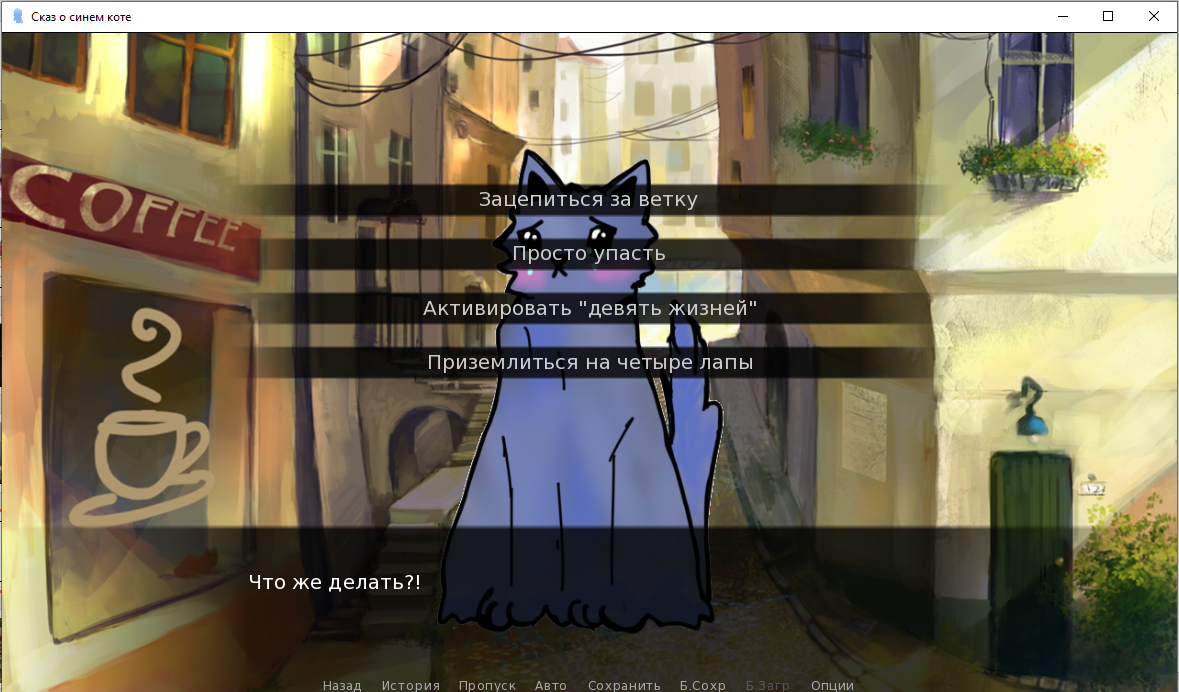 Сказ о синем коте
COFFEE
Зацепиться за ветку
Просто упасть
Активировать "девять жизней"
Приземлиться на четыре лапы
Что же делать?!
Назад История Пропуск Авто Сохранить Б.Сохр Б.Загр Опции